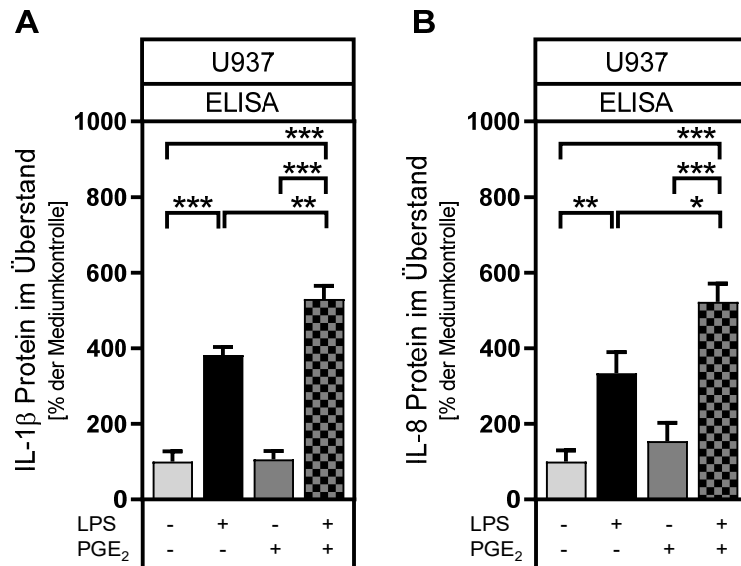 A
U937
ELISA
IL-1β Protein im Überstand
[% der Mediumkontrolle]
1000
800
600
400
200
0
***
***
***
**
LPS - + - +
PGE₂ - - + +
B
U937
ELISA
IL-8 Protein im Überstand
[% der Mediumkontrolle]
1000
800
600
400
200
0
***
***
**
*
LPS - + - +
PGE₂ - - + +